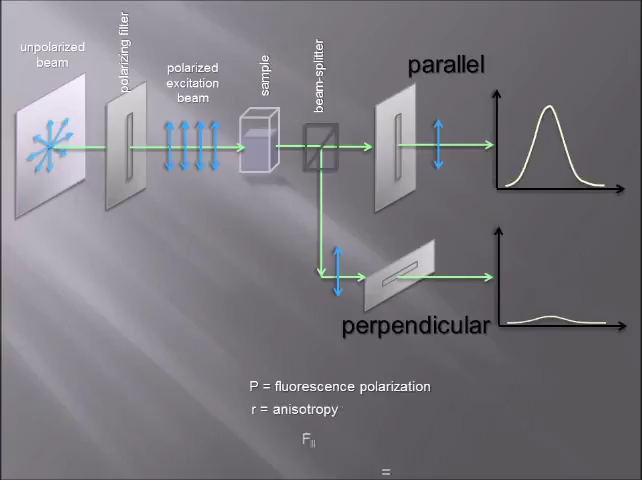 unpolarized
beam
polarizing filter
polarized
excitation
beam
sample
beam-splitter
parallel
perpendicular
P = fluorescence polarization
r = anisotropy
F||
=